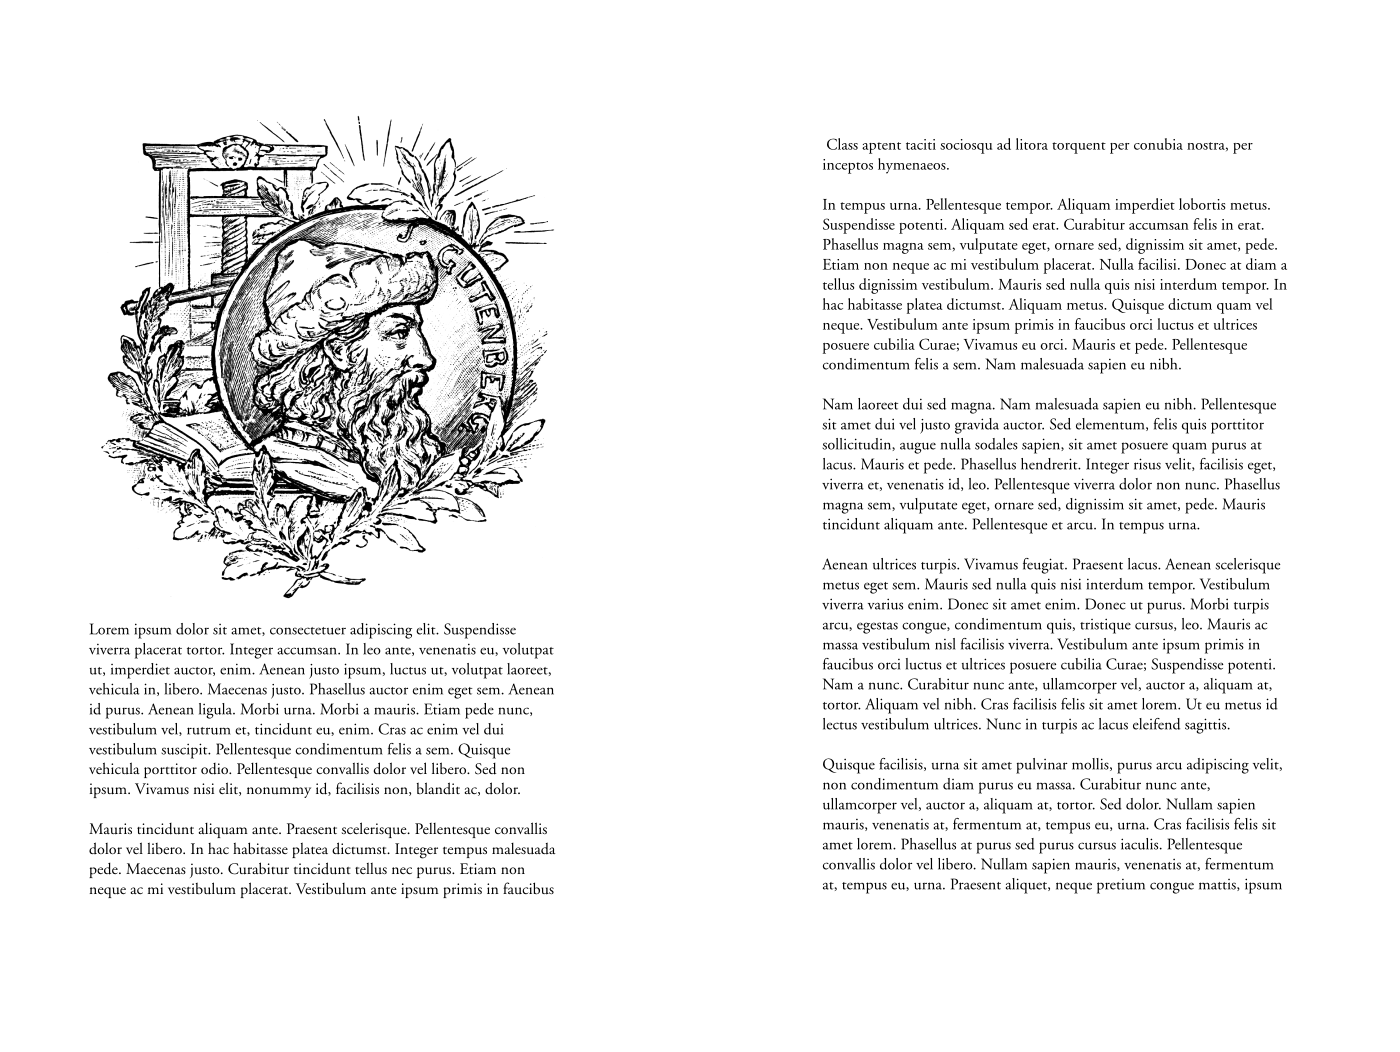 J. GUTENBERG
Lorem ipsum dolor sit amet, consectetuer adipiscing elit. Suspendisse
viverra placerat tortor. Integer accumsan. In leo ante, venenatis eu, volutpat
ut, imperdiet auctor, enim. Aenean justo ipsum, luctus ut, volutpat laoreet,
vehicula in, libero. Maecenas justo. Phasellus auctor enim eget sem. Aenean
id purus. Aenean ligula. Morbi urna. Morbi a mauris. Etiam pede nunc,
vestibulum vel, rutrum et, tincidunt eu, enim. Cras ac enim vel dui
vestibulum suscipit. Pellentesque condimentum felis a sem. Quisque
vehicula porttitor odio. Pellentesque convallis dolor vel libero. Sed non
ipsum. Vivamus nisi elit, nonummy id, facilisis non, blandit ac, dolor.
Mauris tincidunt aliquam ante. Praesent scelerisque. Pellentesque convallis
dolor vel libero. In hac habitasse platea dictumst. Integer tempus malesuada
pede. Maecenas justo. Curabitur tincidunt tellus nec purus. Etiam non
neque ac mi vestibulum placerat. Vestibulum ante ipsum primis in faucibus
Class aptent taciti sociosqu ad litora torquent per conubia nostra, per
inceptos hymenaeos.
In tempus urna. Pellentesque tempor. Aliquam imperdiet lobortis metus.
Suspendisse potenti. Aliquam sed erat. Curabitur accumsan felis in erat.
Phasellus magna sem, vulputate eget, ornare sed, dignissim sit amet, pede.
Etiam non neque ac mi vestibulum placerat. Nulla facilisi. Donec at diam a
tellus dignissim vestibulum. Mauris sed nulla quis nisi interdum tempor. In
hac habitasse platea dictumst. Aliquam metus. Quisque dictum quam vel
neque. Vestibulum ante ipsum primis in faucibus orci luctus et ultrices
posuere cubilia Curae; Vivamus eu orci. Mauris et pede. Pellentesque
condimentum felis a sem. Nam malesuada sapien eu nibh.
Nam laoreet dui sed magna. Nam malesuada sapien eu nibh. Pellentesque
sit amet dui vel justo gravida auctor. Sed elementum, felis quis porttitor
sollicitudin, augue nulla sodales sapien, sit amet posuere quam purus at
lacus. Mauris et pede. Phasellus hendrerit. Integer risus velit, facilisis eget,
viverra et, venenatis id, leo. Pellentesque viverra dolor non nunc. Phasellus
magna sem, vulputate eget, ornare sed, dignissim sit amet, pede. Mauris
tincidunt aliquam ante. Pellentesque et arcu. In tempus urna.
Aenean ultrices turpis. Vivamus feugiat. Praesent lacus. Aenean scelerisque
metus eget sem. Mauris sed nulla quis nisi interdum tempor. Vestibulum
viverra varius enim. Donec sit amet enim. Donec ut purus. Morbi turpis
arcu, egestas congue, condimentum quis, tristique cursus, leo. Mauris ac
massa vestibulum nisl facilisis viverra. Vestibulum ante ipsum primis in
faucibus orci luctus et ultrices posuere cubilia Curae; Suspendisse potenti.
Nam a nunc. Curabitur nunc ante, ullamcorper vel, auctor a, aliquam at,
tortor. Aliquam vel nibh. Cras facilisis felis sit amet lorem. Ut eu metus id
lectus vestibulum ultrices. Nunc in turpis ac lacus eleifend sagittis.
Quisque facilisis, urna sit amet pulvinar mollis, purus arcu adipiscing velit,
non condimentum diam purus eu massa. Curabitur nunc ante,
ullamcorper vel, auctor a, aliquam at, tortor. Sed dolor. Nullam sapien
mauris, venenatis at, fermentum at, tempus eu, urna. Cras facilisis felis sit
amet lorem. Phasellus at purus sed purus cursus iaculis. Pellentesque
convallis dolor vel libero. Nullam sapien mauris, venenatis at, fermentum
at, tempus eu, urna. Praesent aliquet, neque pretium congue mattis, ipsum